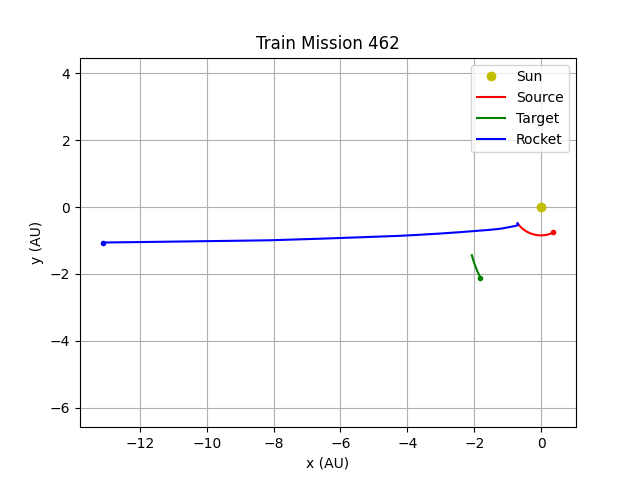 Train Mission 462
Sun
Source
Target
Rocket
4
2
0
−2
−4
−6
y (AU)
−12
−10
−8
−6
−4
−2
0
x (AU)